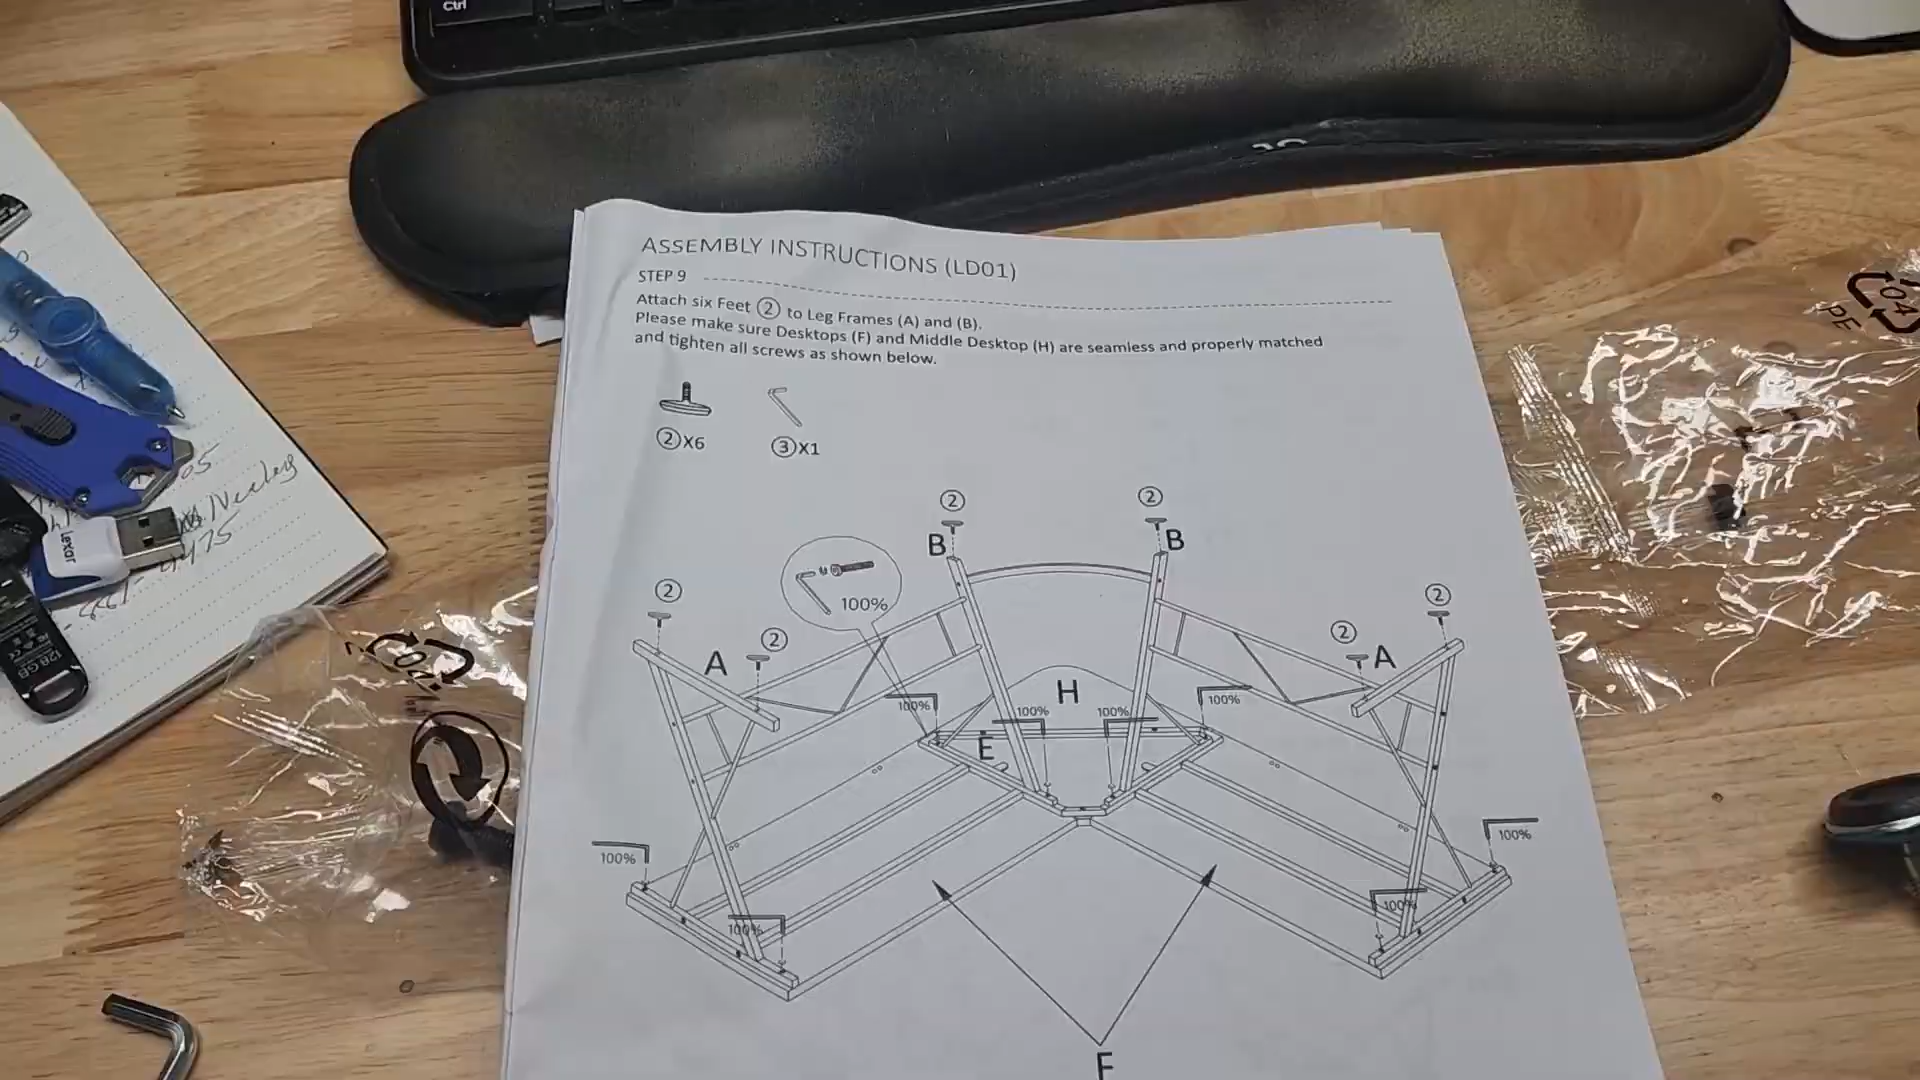 Ctrl
ASSEMBLY INSTRUCTIONS (LD01)
STEP 9
Attach six Feet ② to Leg Frames (A) and (B).
Please make sure Desktops (F) and Middle Desktop (H) are seamless and properly matched
and tighten all screws as shown below.
②X6
③X1
②
②
B
B
100%
②
②
A
②
②
A
H
100%
100%
100%
100%
E
100%
100%
100%
100%
F
04
PE
Lexar
128GB